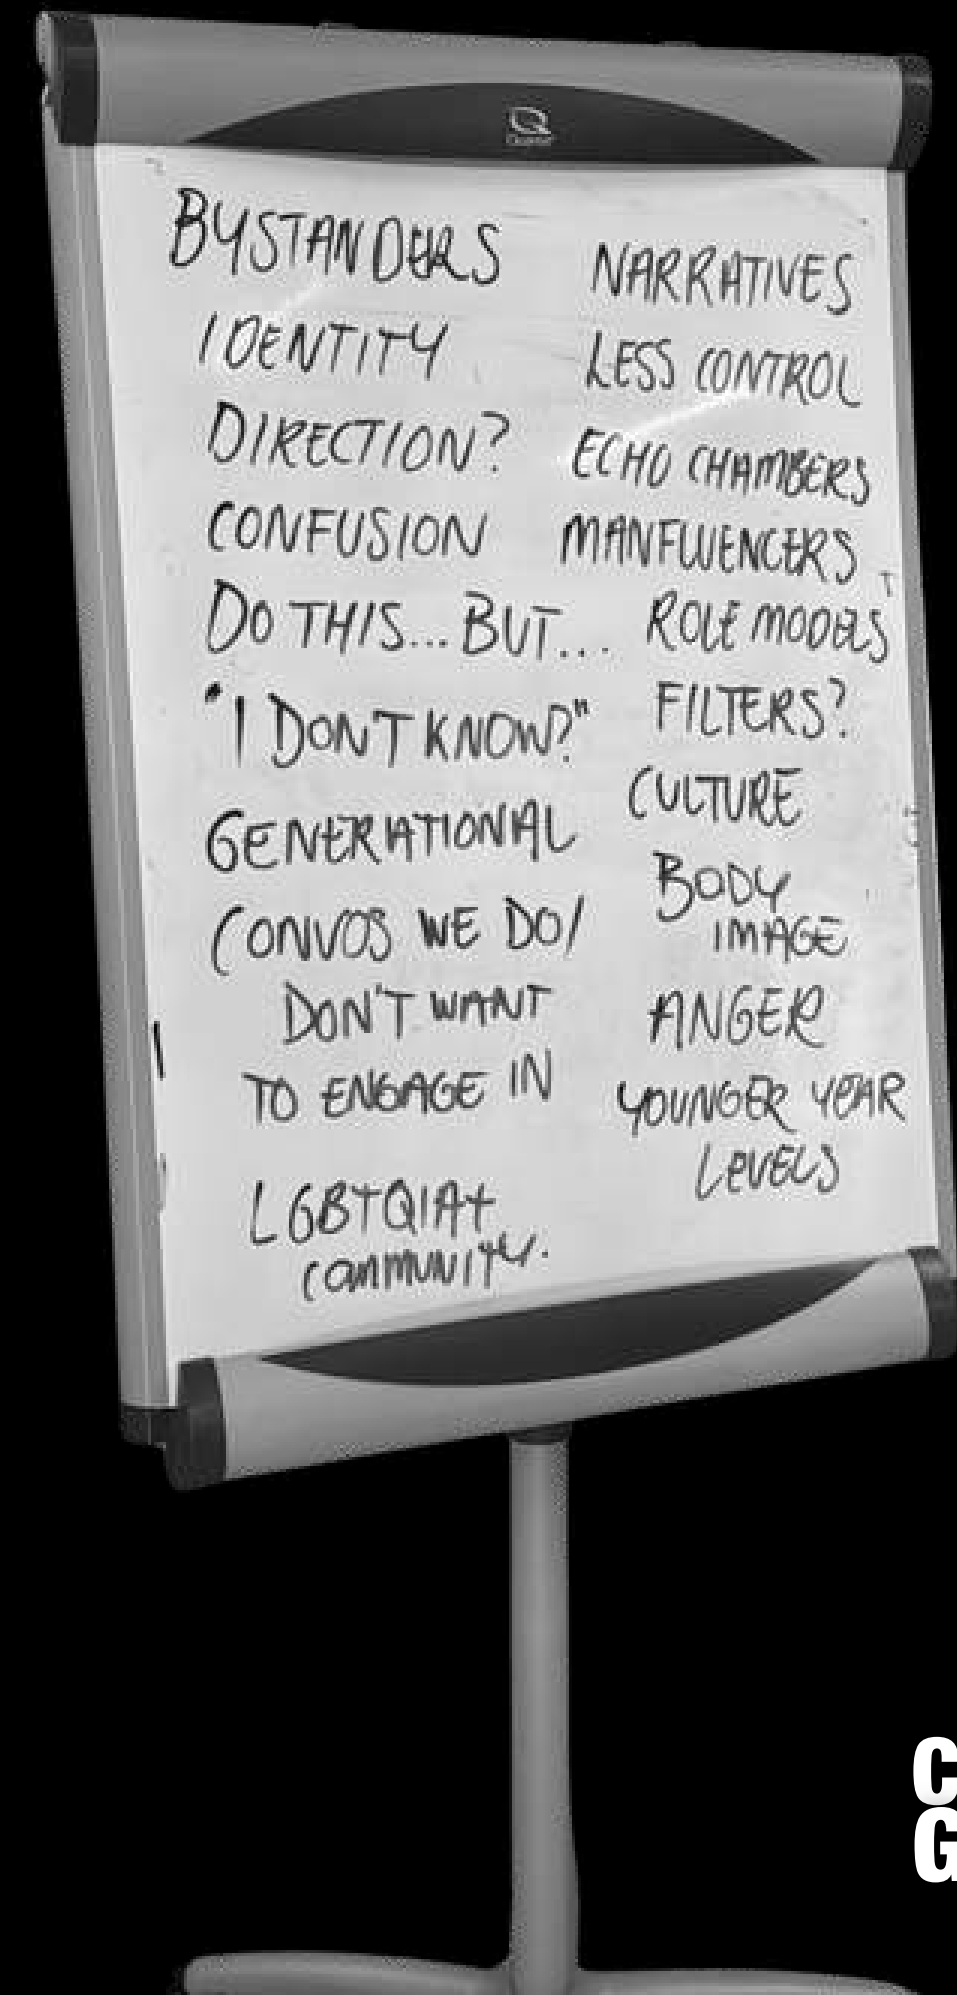 BYSTANDERS
IDENTITY
DIRECTION?
CONFUSION
DO THIS... BUT...
"I DON'T KNOW?"
GENERATIONAL
CONVOS WE DO/
DON'T WANT
TO ENGAGE IN
LGBTQIA+
COMMUNITY.
NARRATIVES
LESS CONTROL
ECHO CHAMBERS
MANFLUENCERS
ROLE MODELS
FILTERS?
CULTURE
BODY
IMAGE
ANGER
YOUNGER YEAR
LEVELS
C
G